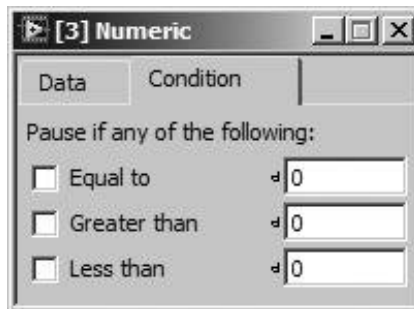 [3] Numeric
Data Condition
Pause if any of the following:
Equal to d 0
Greater than d 0
Less than d 0